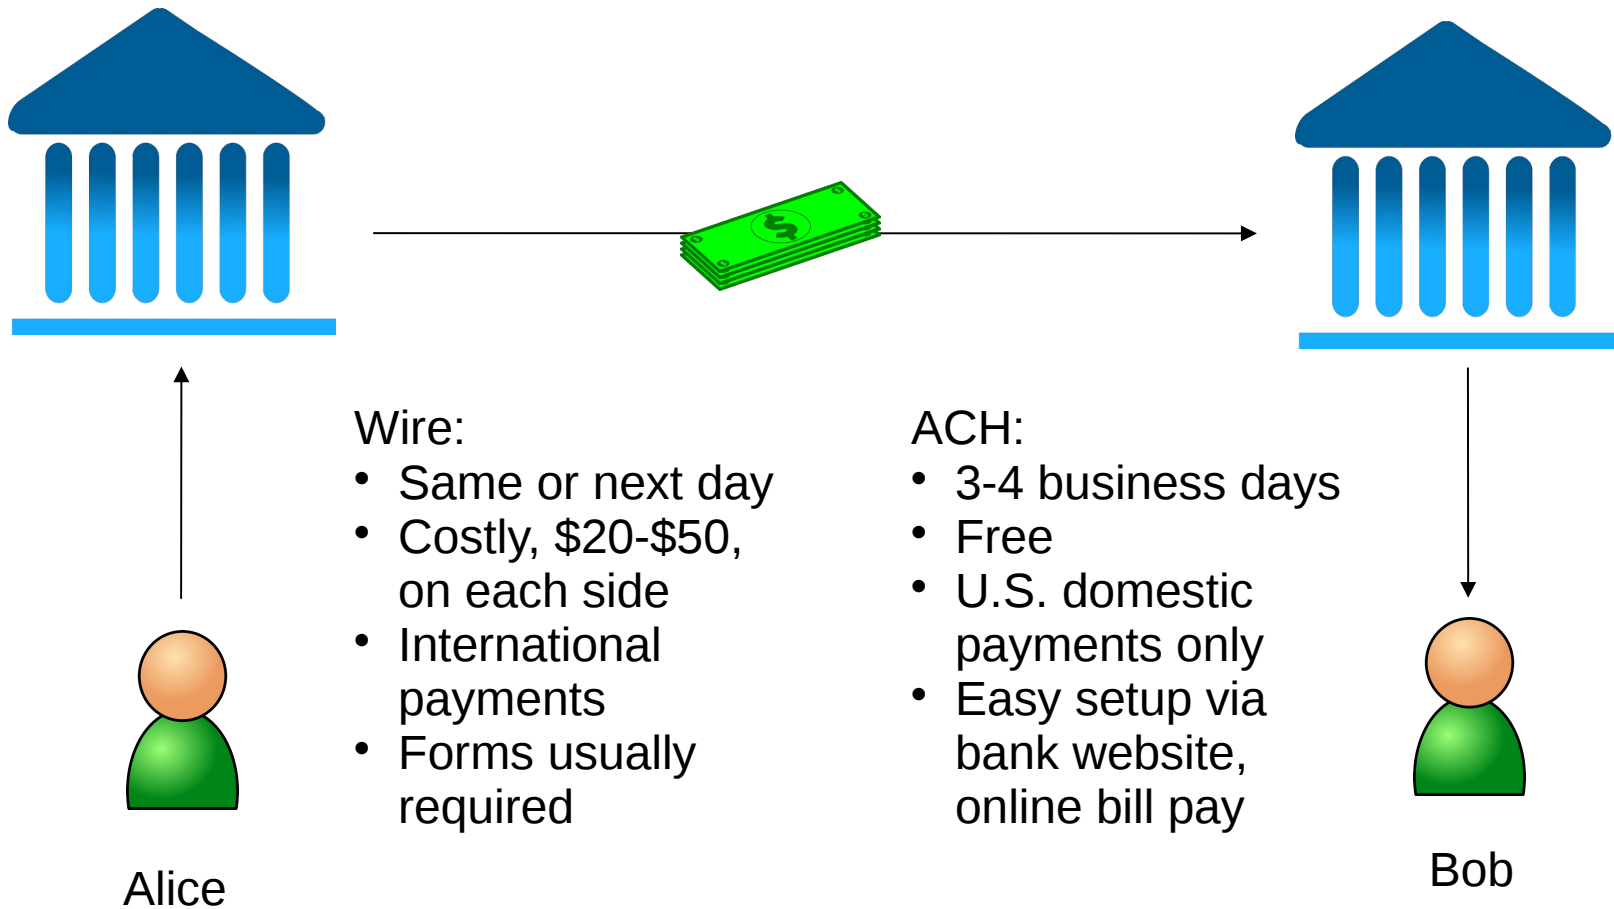 Wire:
• Same or next day
• Costly, $20-$50,
on each side
• International
payments
• Forms usually
required
ACH:
• 3-4 business days
• Free
• U.S. domestic
payments only
• Easy setup via
bank website,
online bill pay
Alice
Bob